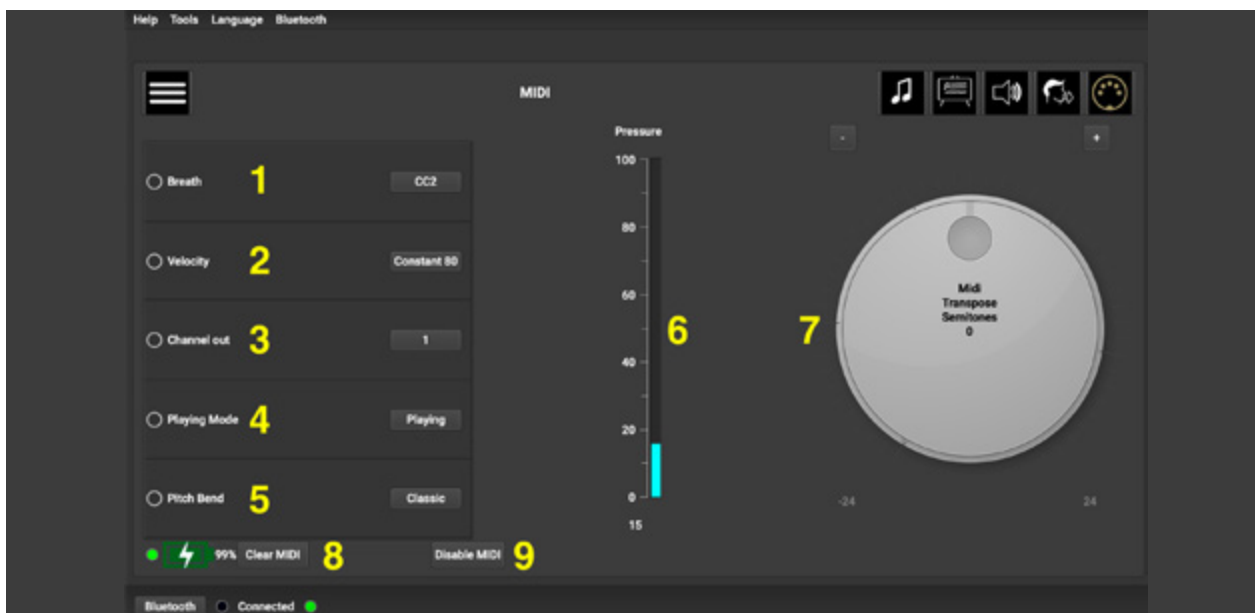 Help Tools Language Bluetooth
MIDI
Pressure
- +
100
Breath 1 CC2
80
Velocity 2 Constant 80
60
Midi
Transpose
Semitones
0
Channel out 3 1
6 7
40
Playing Mode 4 Playing
20
Pitch Bend 5 Classic
0
-24 24
15
99% Clear MIDI 8 Disable MIDI 9
Bluetooth Connected